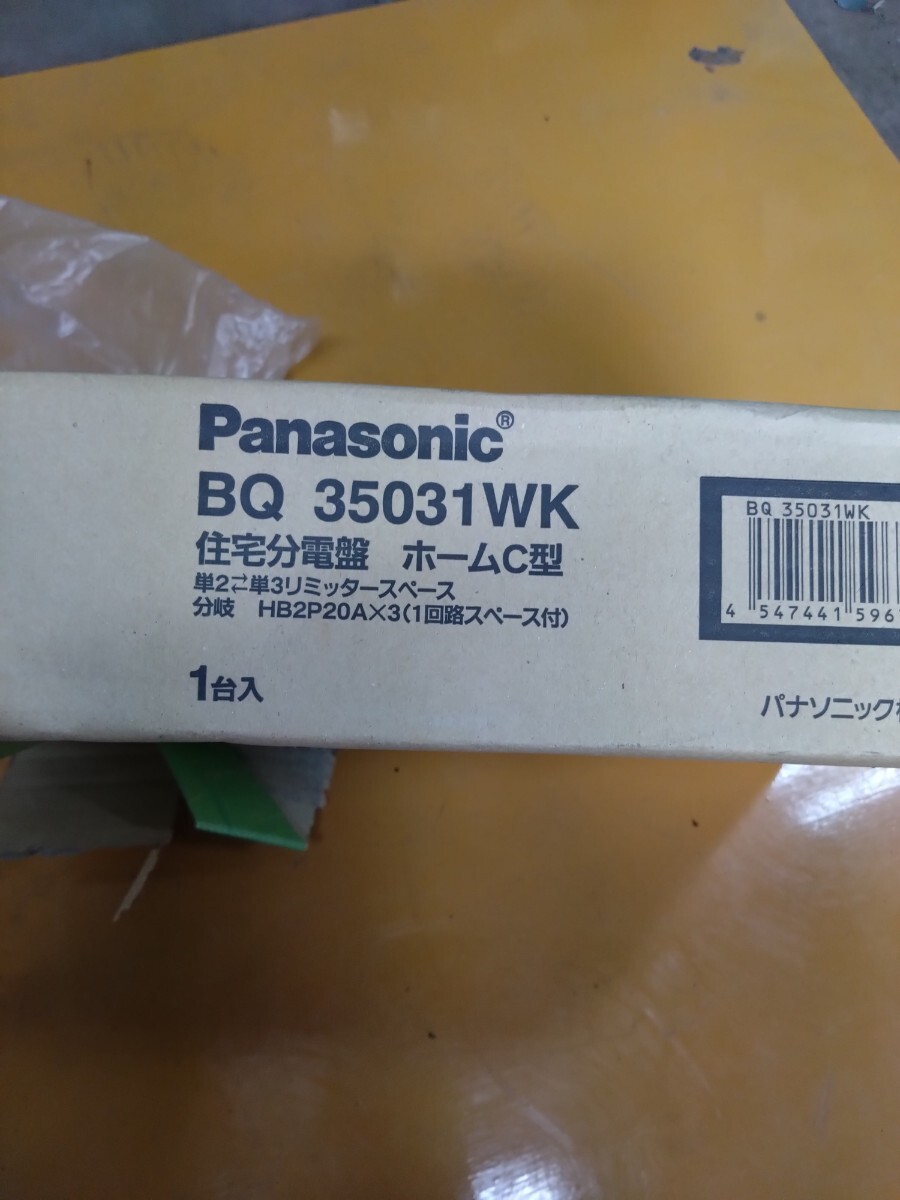 Panasonic®
BQ 35031WK
住宅分電盤 ホームC型
単2⇄単3リミッタースペース
分岐 HB2P20A×3(1回路スペース付)
1台入
BQ 35031WK
4 547441 596
パナソニック